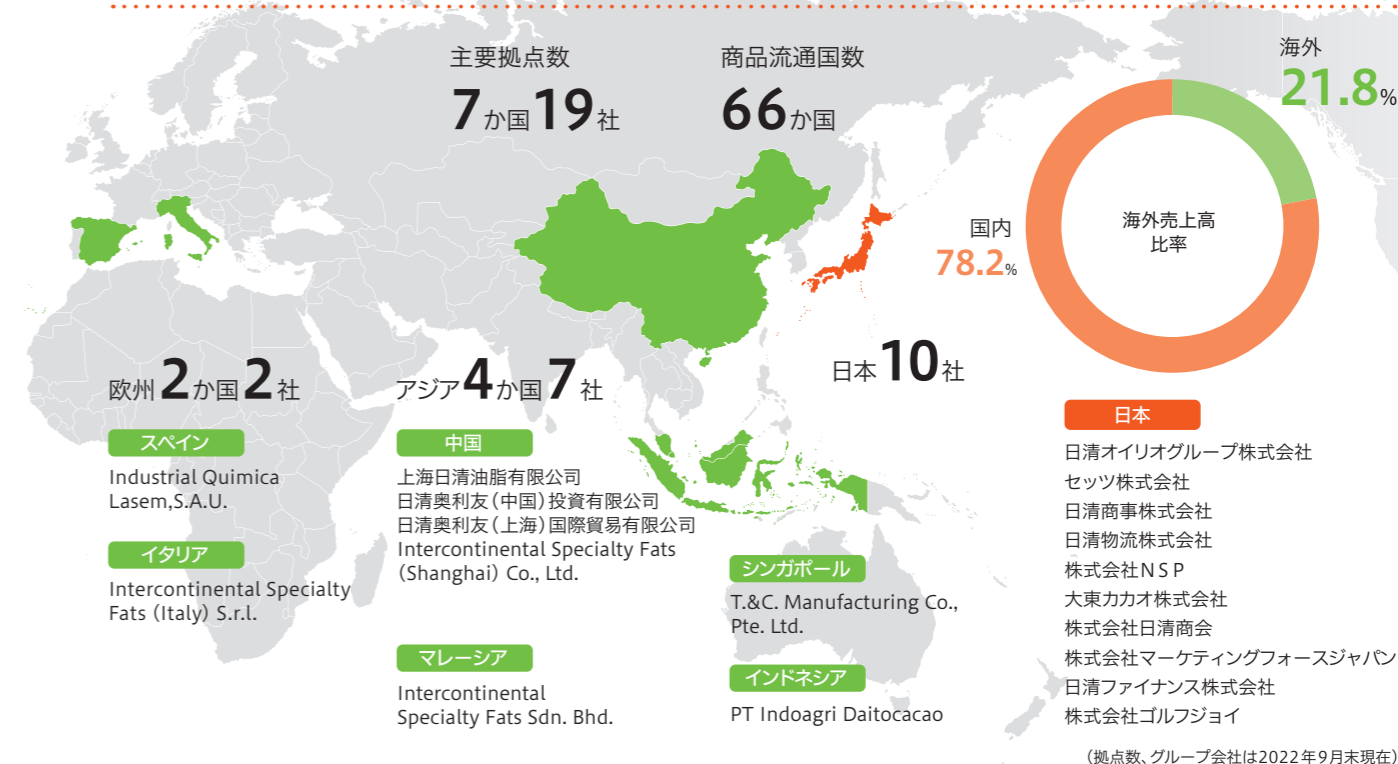 主要拠点数
7か国19社
商品流通国数
66か国
海外
21.8%
国内
78.2%
海外売上高
比率
欧州2か国2社
スペイン
Industrial Quimica
Lasem,S.A.U.
イタリア
Intercontinental Specialty
Fats (Italy) S.r.l.
アジア4か国7社
中国
上海日清油脂有限公司
日清奥利友(中国)投資有限公司
日清奥利友(上海)国際貿易有限公司
Intercontinental Specialty Fats
(Shanghai) Co., Ltd.
マレーシア
Intercontinental
Specialty Fats Sdn. Bhd.
シンガポール
T.&C. Manufacturing Co.,
Pte. Ltd.
インドネシア
PT Indoagri Daitocacao
日本10社
日本
日清オイリオグループ株式会社
セッツ株式会社
日清商事株式会社
日清物流株式会社
株式会社NSP
大東カカオ株式会社
株式会社日清商会
株式会社マーケティングフォースジャパン
日清ファイナンス株式会社
株式会社ゴルフジョイ
(拠点数、グループ会社は2022年9月末現在)